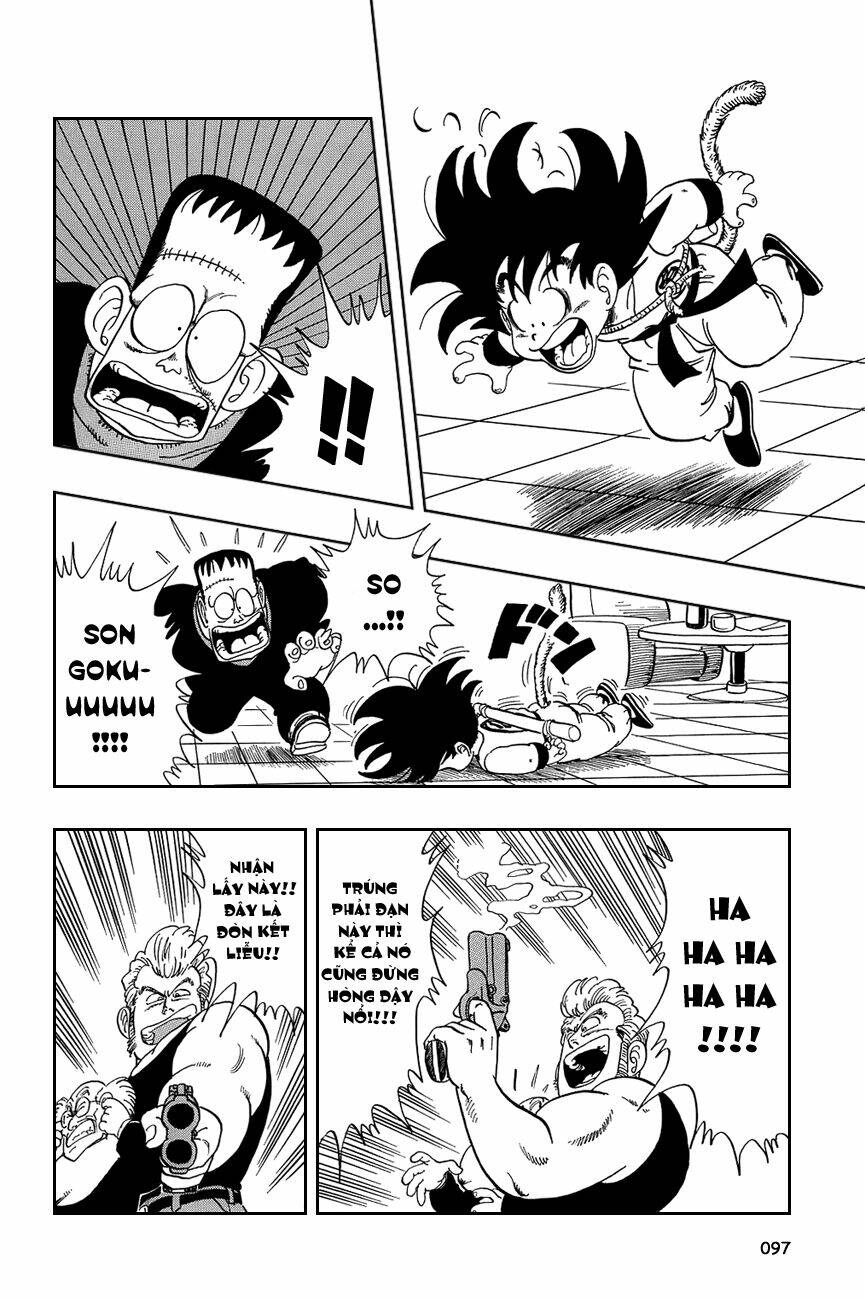 !!
SO
...!!
ドン
SON
GOKU-
UUUUU
!!!!
HA
HA HA
HA HA
!!!!
TRÚNG
PHẢI ĐẠN
NÀY THÌ
KỂ CẢ NÓ
CŨNG ĐỪNG
HÒNG DẬY
NỔI!!!
NHẬN
LẤY NÀY!!
ĐÂY LÀ
ĐÒN KẾT
LIỄU!!
097